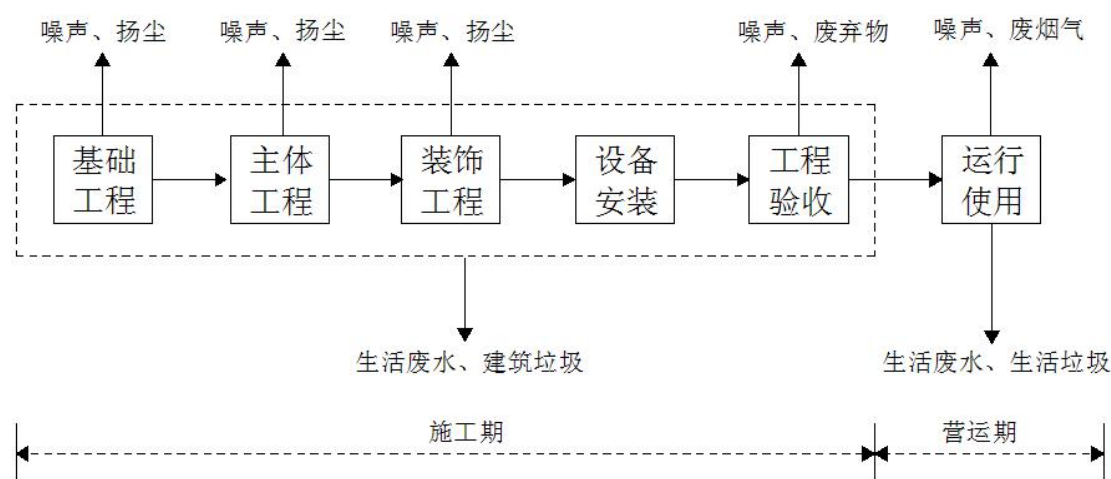 噪声、扬尘
噪声、扬尘
噪声、扬尘
噪声、废弃物
噪声、废烟气
基础
工程
主体
工程
装饰
工程
设备
安装
工程
验收
运行
使用
生活废水、建筑垃圾
生活废水、生活垃圾
施工期
营运期